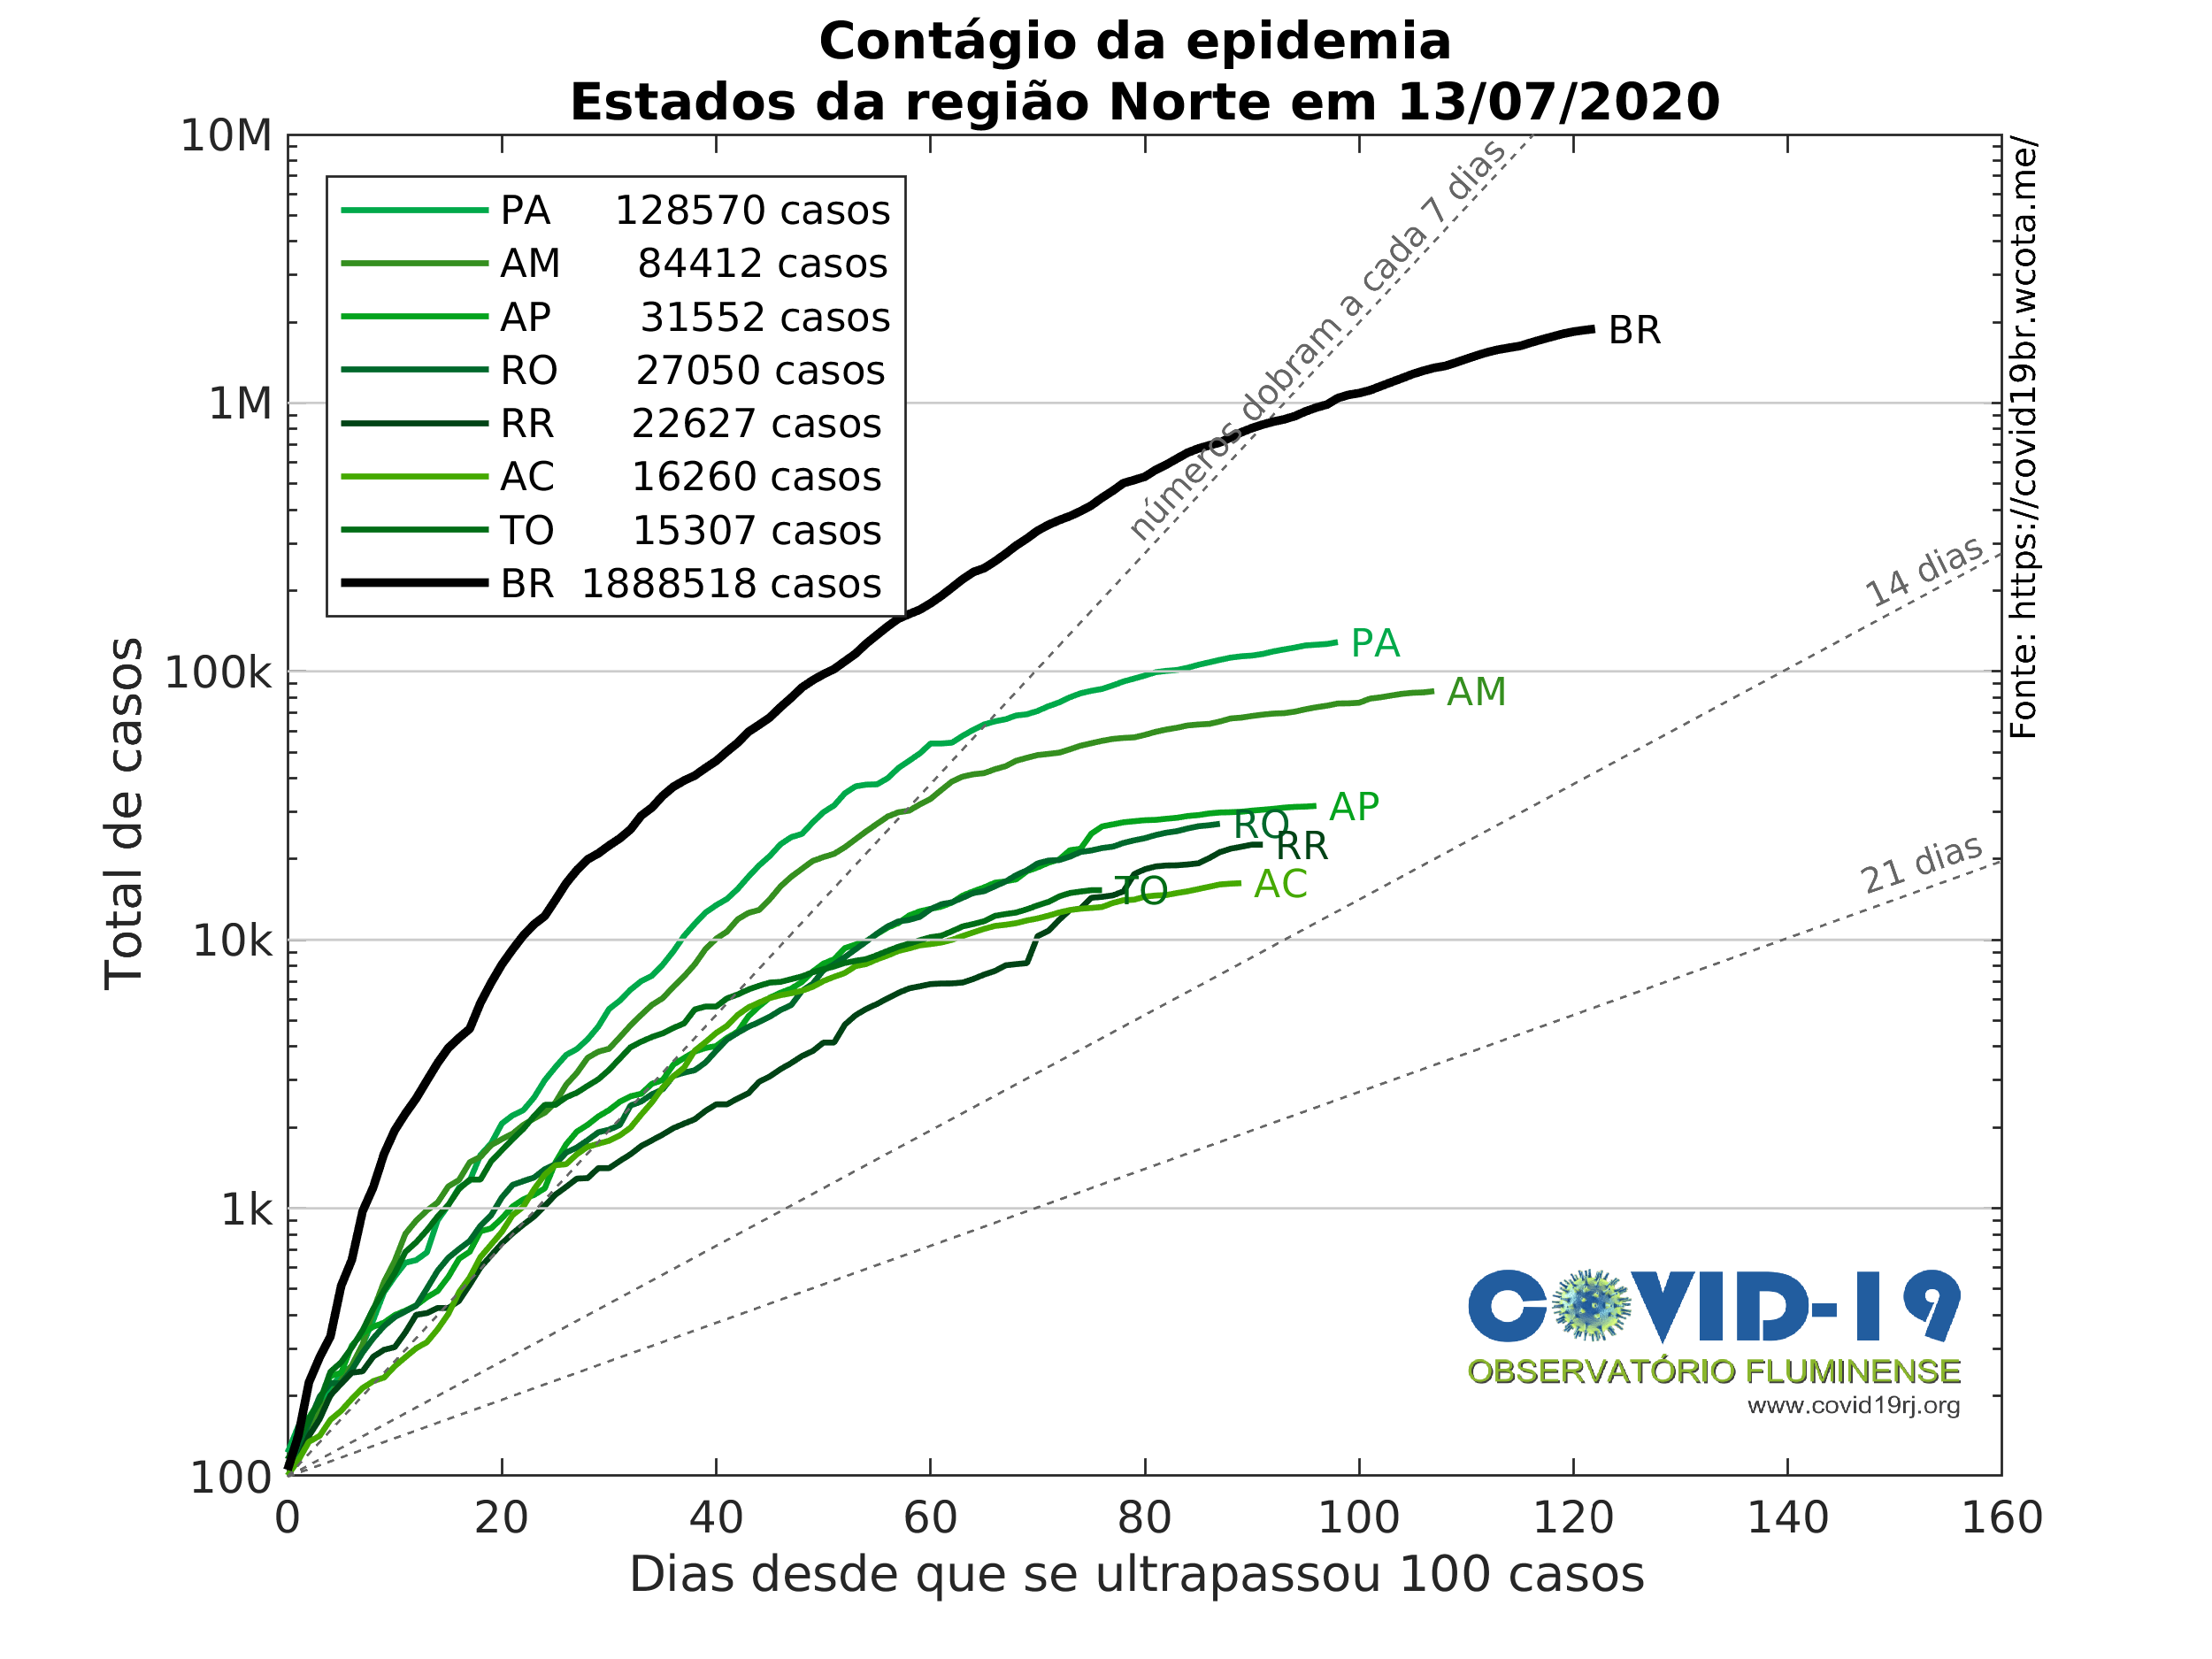 Contágio da epidemia
Estados da região Norte em 13/07/2020
10M
1M
100k
10k
1k
100
Total de casos
PA 128570 casos
AM 84412 casos
AP 31552 casos
RO 27050 casos
RR 22627 casos
AC 16260 casos
TO 15307 casos
BR 1888518 casos
números dobram a cada 7 dias
14 dias
21 dias
BR
PA
AM
AP
RO
RR
TO
AC
Fonte: https://covid19br.wcota.me/
COVID-19
OBSERVATÓRIO FLUMINENSE
www.covid19rj.org
0 20 40 60 80 100 120 140 160
Dias desde que se ultrapassou 100 casos